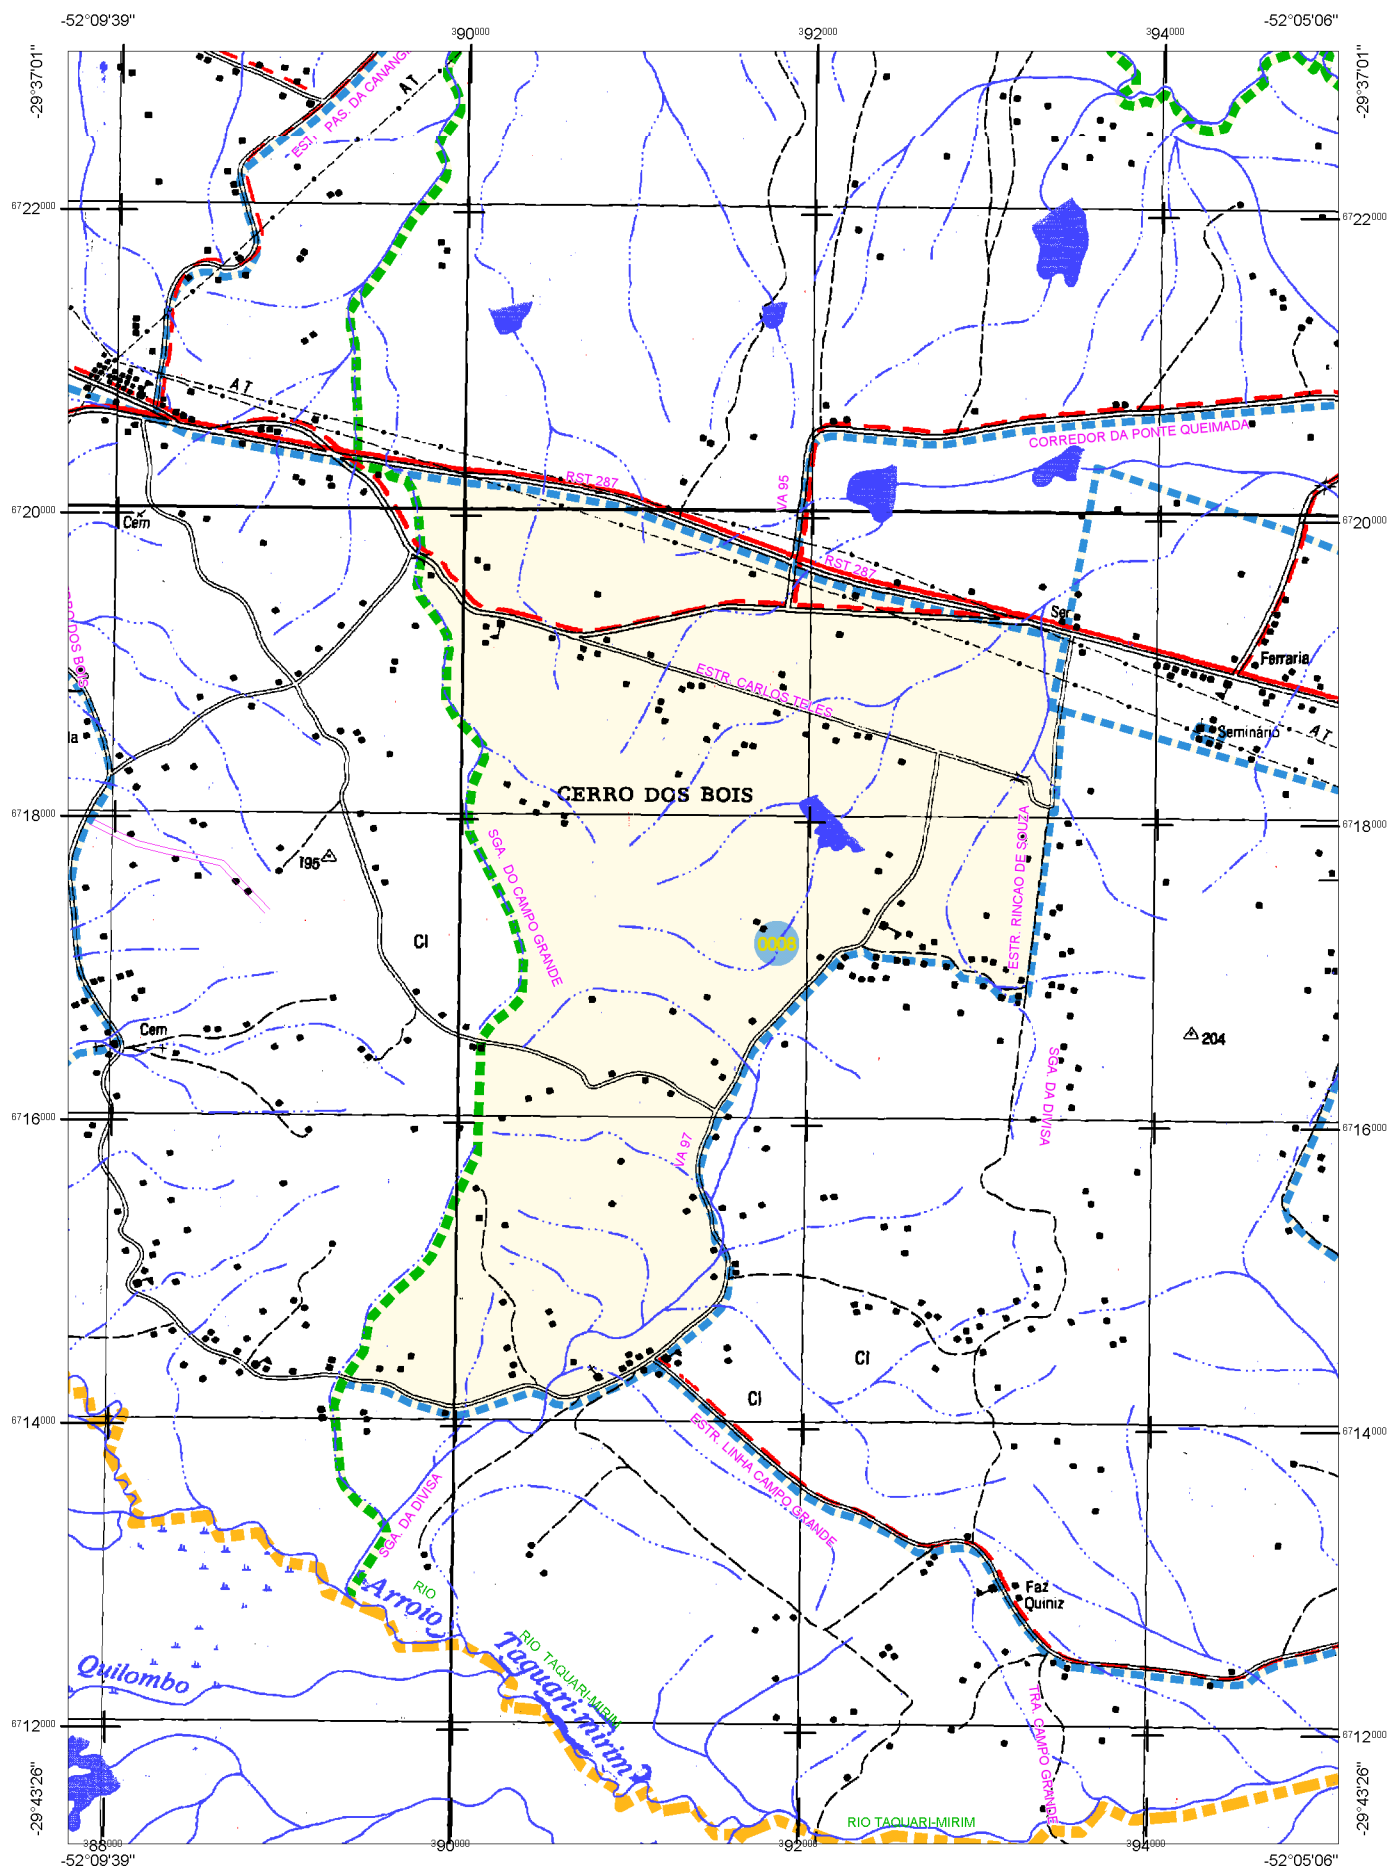 -52°09'39"
-52°05'06"
390000
392000
394000
-29°37'01"
-29°37'01"
EST. PAS. DA CANANG
A T
6722000
6722000
A T
CORREDOR DA PONTE QUEIMADA
RST 287
VA 95
6720000
6720000
Cem
RST 287
Ser
Ferraria
DOS BOIS
ESTR. CARLOS TELES
la
Seminário
A T
CERRO DOS BOIS
6718000
6718000
SGA. DO CAMPO GRANDE
ESTR. RINCAO DE SOUZA
195
CI
0008
Cem
204
SGA. DA DIVISA
6716000
6716000
VA 97
CI
CI
6714000
6714000
ESTR. LINHA CAMPO GRANDE
SGA. DA DIVISA
RIO
Arroio
Faz
Quiniz
RIO TAQUARI-MIRIM
Taquari-mirim
Quilombo
TRA. CAMPO GRANDE
6712000
6712000
-29°43'26"
-29°43'26"
RIO TAQUARI-MIRIM
388000
390000
392000
394000
-52°09'39"
-52°05'06"